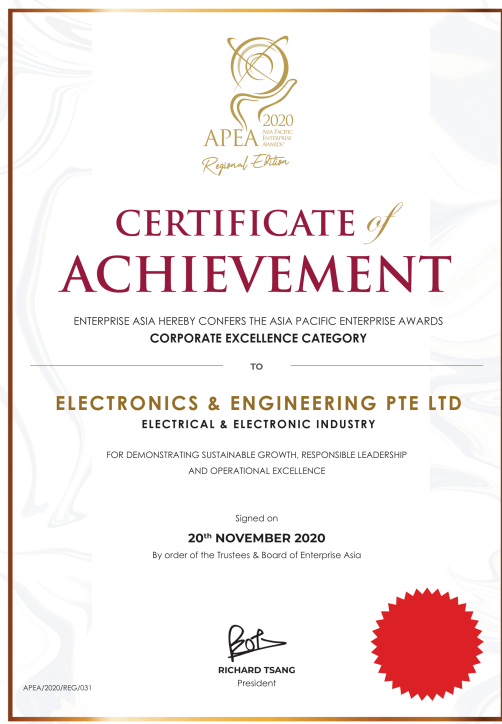 APEA
2020
ASIA PACIFIC
ENTERPRISE
AWARDS
Regional Edition
CERTIFICATE of
ACHIEVEMENT
ENTERPRISE ASIA HEREBY CONFERS THE ASIA PACIFIC ENTERPRISE AWARDS
CORPORATE EXCELLENCE CATEGORY
TO
ELECTRONICS & ENGINEERING PTE LTD
ELECTRICAL & ELECTRONIC INDUSTRY
FOR DEMONSTRATING SUSTAINABLE GROWTH, RESPONSIBLE LEADERSHIP
AND OPERATIONAL EXCELLENCE
Signed on
20th NOVEMBER 2020
By order of the Trustees & Board of Enterprise Asia
RICHARD TSANG
President
APEA/2020/REG/031